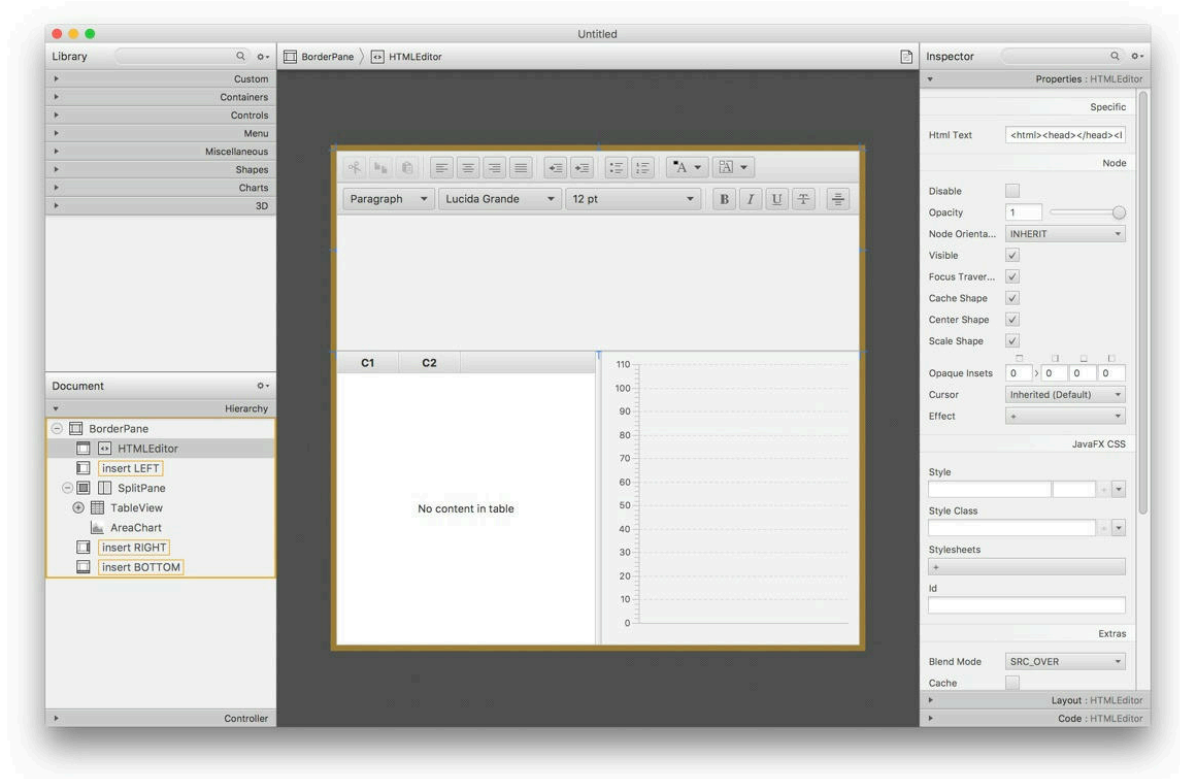 Untitled
Library
Custom
Containers
Controls
Menu
Miscellaneous
Shapes
Charts
3D
Document
Hierarchy
BorderPane
HTMLEditor
insert LEFT
SplitPane
TableView
AreaChart
insert RIGHT
insert BOTTOM
Controller
BorderPane HTMLEditor
Paragraph Lucida Grande 12 pt B I U T
C1 C2
No content in table
110
100
90
80
70
60
50
40
30
20
10
0
Inspector
Properties : HTMLEditor
Specific
Html Text <html><head></head><l
Node
Disable
Opacity 1
Node Orienta... INHERIT
Visible
Focus Traver...
Cache Shape
Center Shape
Scale Shape
Opaque Insets 0 0 0 0
Cursor Inherited (Default)
Effect +
JavaFX CSS
Style
Style Class
Stylesheets
+
Id
Extras
Blend Mode SRC_OVER
Cache
Layout : HTMLEditor
Code : HTMLEditor